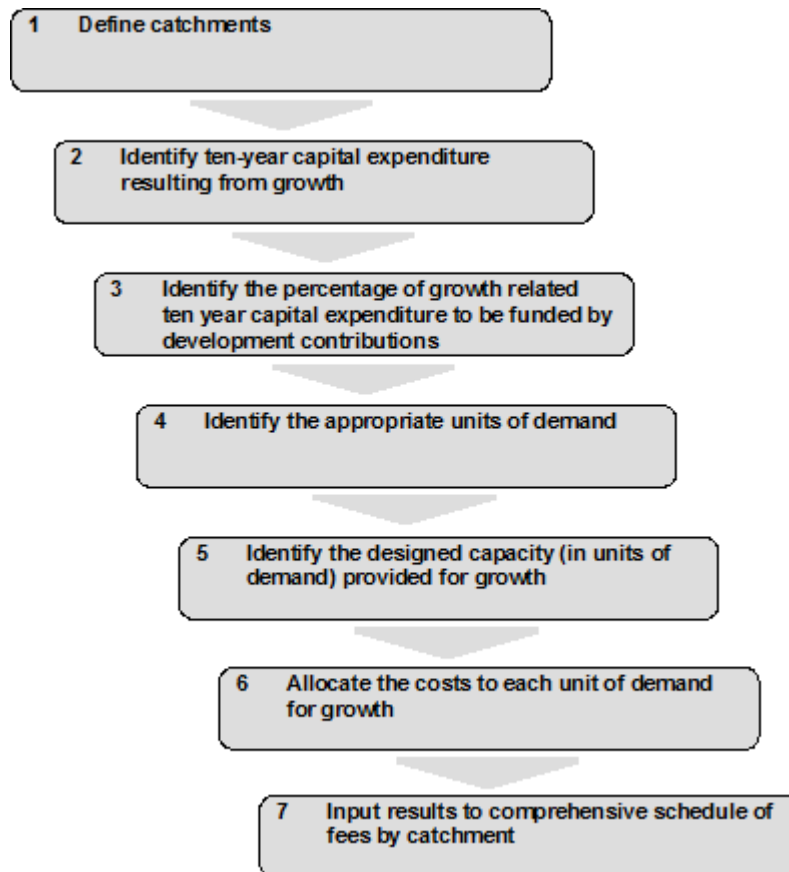 1 Define catchments
2 Identify ten-year capital expenditure
resulting from growth
3 Identify the percentage of growth related
ten year capital expenditure to be funded by
development contributions
4 Identify the appropriate units of demand
5 Identify the designed capacity (in units of
demand) provided for growth
6 Allocate the costs to each unit of demand
for growth
7 Input results to comprehensive schedule of
fees by catchment